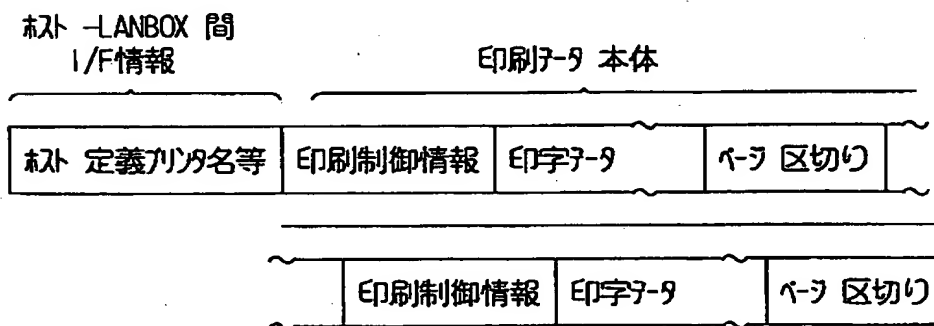 ホスト -LANBOX 間
I/F情報
印刷データ 本体
ホスト 定義プリンタ名等 印刷制御情報 印字データ ページ 区切り
印刷制御情報 印字データ ページ 区切り